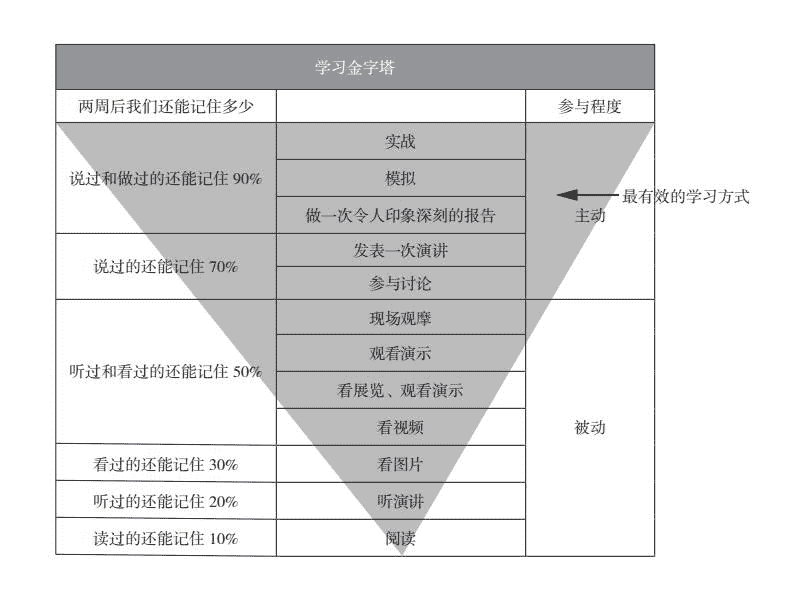 学习金字塔
两周后我们还能记住多少
参与程度
说过和做过的还能记住 90%
实战
模拟
做一次令人印象深刻的报告
主动
最有效的学习方式
说过的还能记住 70%
发表一次演讲
参与讨论
听过和看过的还能记住 50%
现场观摩
观看演示
看展览、观看演示
看视频
被动
看过的还能记住 30%
看图片
听过的还能记住 20%
听演讲
读过的还能记住 10%
阅读